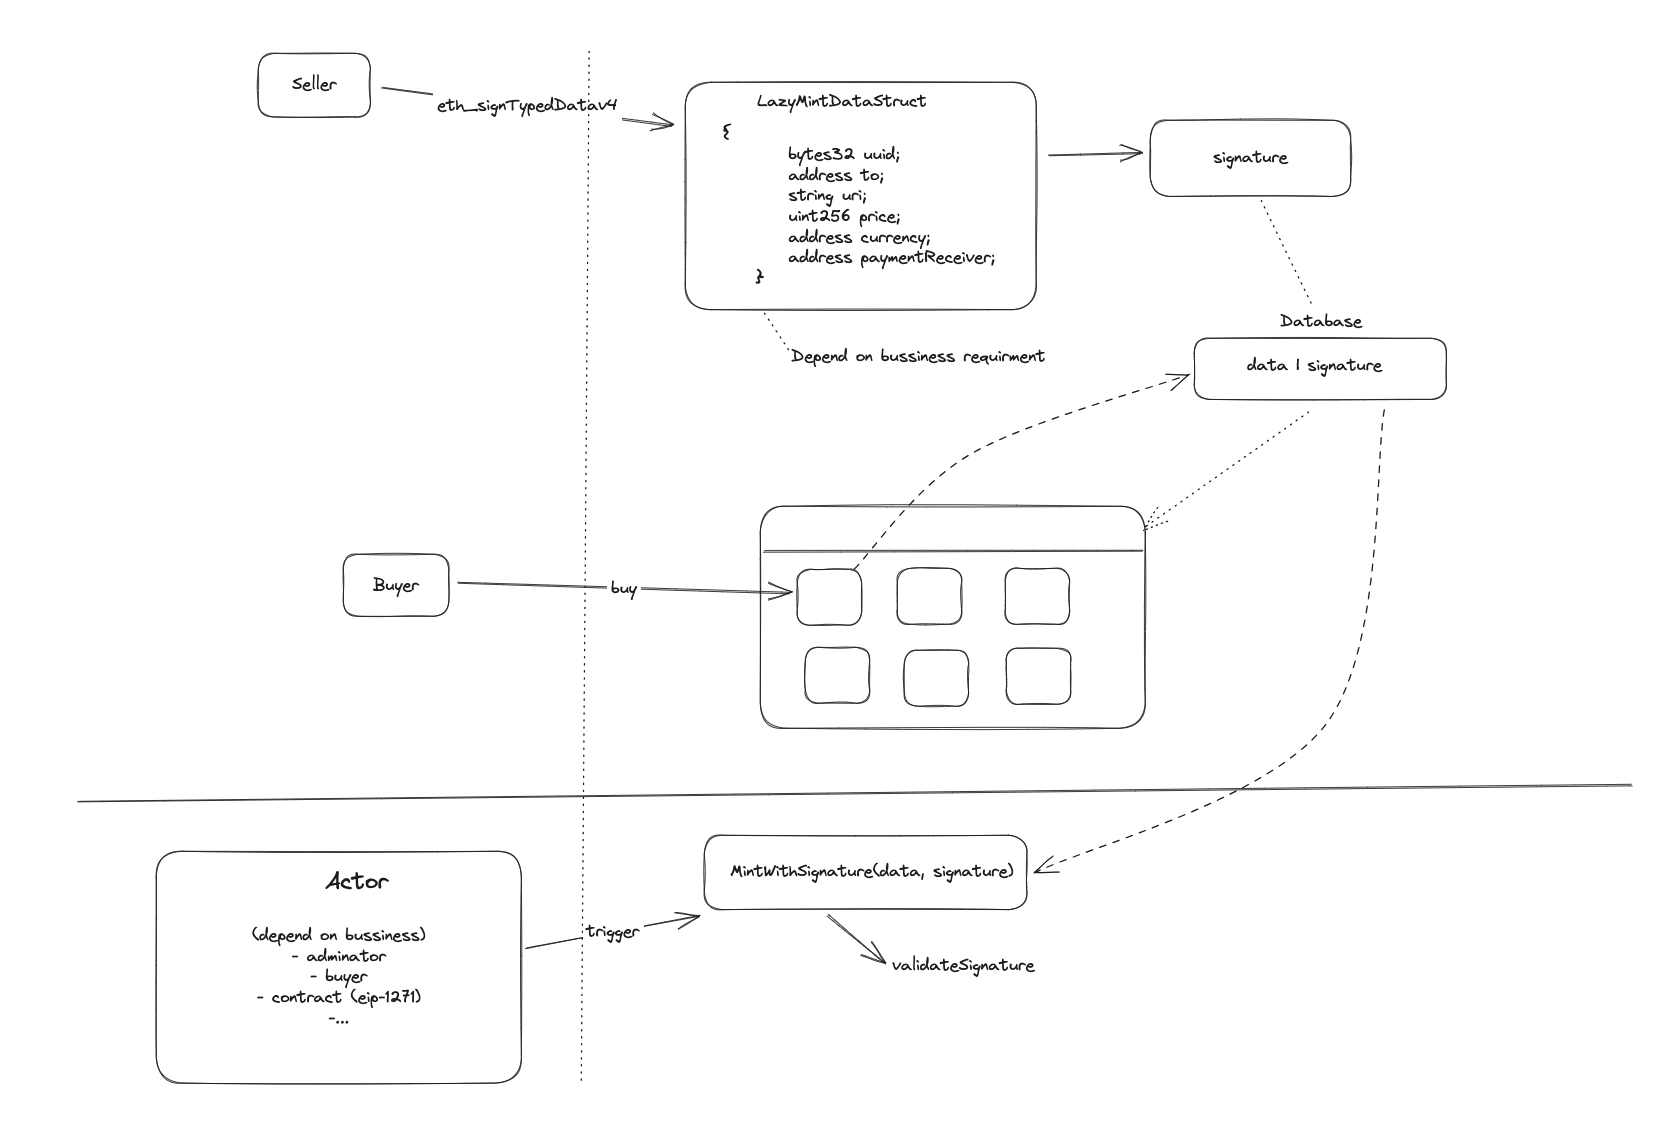 Seller
eth_signTypedDatav4
LazyMintDataStruct
{
bytes32 uuid;
address to;
string uri;
uint256 price;
address currency;
address paymentReceiver;
}
signature
Depend on bussiness requirment
Database
data | signature
Buyer
buy
Actor
(depend on bussiness)
- adminator
- buyer
- contract (eip-1271)
-...
trigger
MintWithSignature(data, signature)
validateSignature